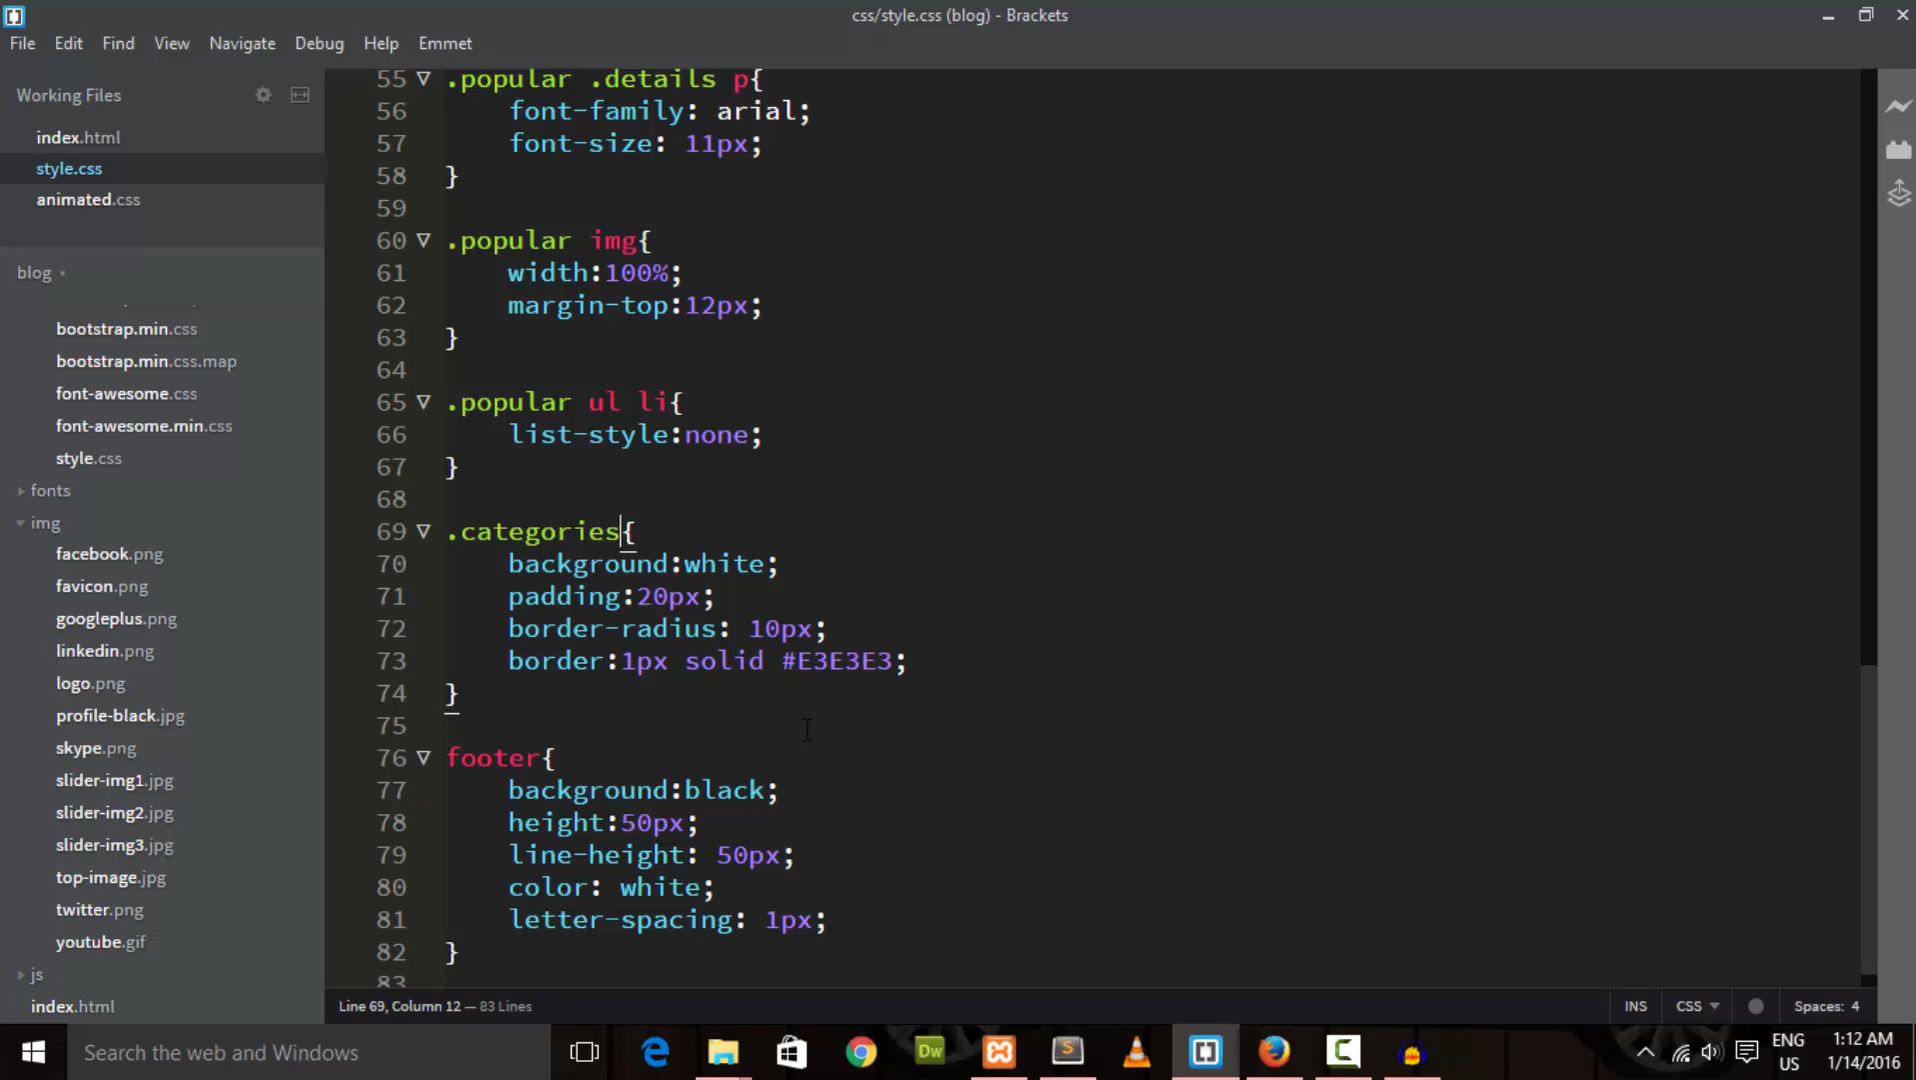 css/style.css (blog) - Brackets
File Edit Find View Navigate Debug Help Emmet
Working Files
index.html
style.css
animated.css
blog
bootstrap.min.css
bootstrap.min.css.map
font-awesome.css
font-awesome.min.css
style.css
fonts
img
facebook.png
favicon.png
googleplus.png
linkedin.png
logo.png
profile-black.jpg
skype.png
slider-img1.jpg
slider-img2.jpg
slider-img3.jpg
top-image.jpg
twitter.png
youtube.gif
js
index.html
55 .popular .details p{
56 font-family: arial;
57 font-size: 11px;
58 }
59
60 .popular img{
61 width:100%;
62 margin-top:12px;
63 }
64
65 .popular ul li{
66 list-style:none;
67 }
68
69 .categories{
70 background:white;
71 padding:20px;
72 border-radius: 10px;
73 border:1px solid #E3E3E3;
74 }
75
76 footer{
77 background:black;
78 height:50px;
79 line-height: 50px;
80 color: white;
81 letter-spacing: 1px;
82 }
83
Line 69, Column 12 — 83 Lines
INS CSS Spaces: 4
Search the web and Windows
Dw
S
C
ENG
US
1:12 AM
1/14/2016